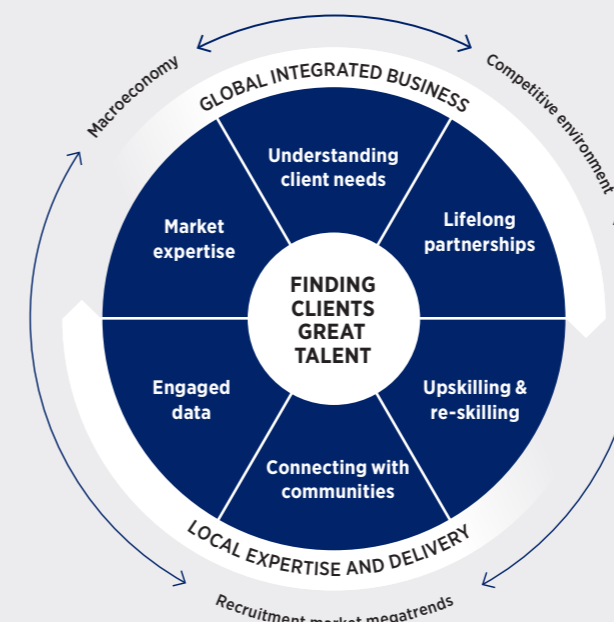 Macroeconomy
Competitive environment
GLOBAL INTEGRATED BUSINESS
Understanding
client needs
Market
expertise
Lifelong
partnerships
FINDING
CLIENTS
GREAT
TALENT
Engaged
data
Upskilling &
re-skilling
Connecting with
communities
LOCAL EXPERTISE AND DELIVERY
Recruitment market megatrends